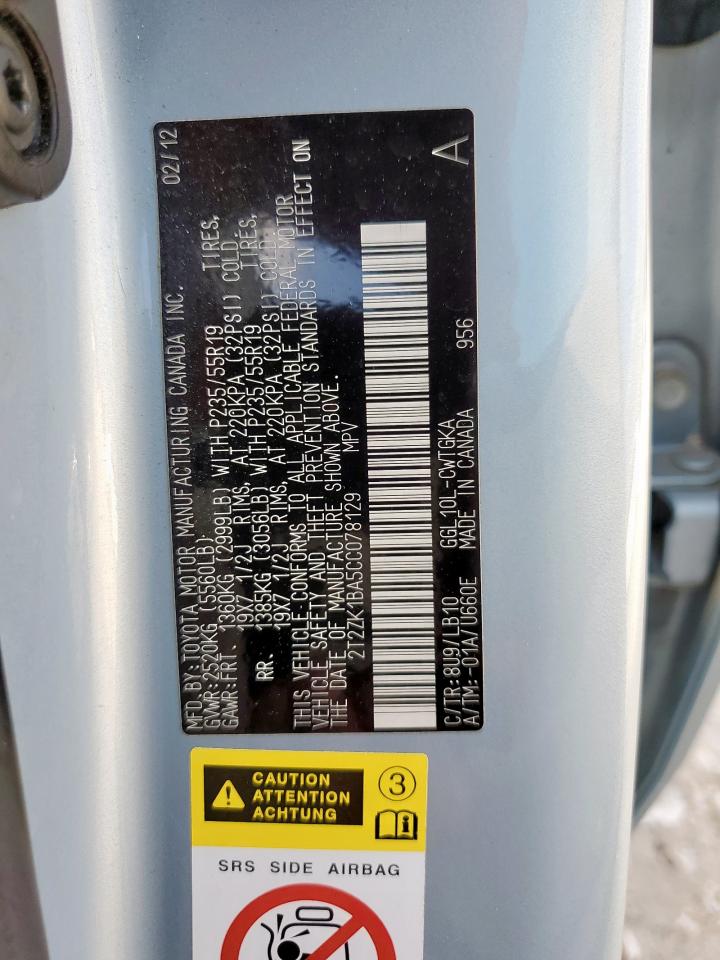 MFD.BY:TOYOTA MOTOR MANUFACTURING CANADA INC. 02/12
GVWR:2520KG (5560LB)
GAWR:FRT. 1360KG (2999LB) WITH P235/55R19 TIRES,
19X7 1/2J RIMS, AT 220KPA (32PSI) COLD
RR. 1385KG (3056LB) WITH P235/55R19 TIRES,
19X7 1/2J RIMS, AT 220KPA (32PSI) COLD.
THIS VEHICLE CONFORMS TO ALL APPLICABLE FEDERAL MOTOR
VEHICLE SAFETY AND THEFT PREVENTION STANDARDS IN EFFECT ON
THE DATE OF MANUFACTURE SHOWN ABOVE.
2T2ZK1BA5CC078129 MPV
A
C/TR:8U9/LB10 GGL10L-CWTGKA
A/TM:-01A/U660E MADE IN CANADA 956
CAUTION
ATTENTION
ACHTUNG
3
SRS SIDE AIRBAG